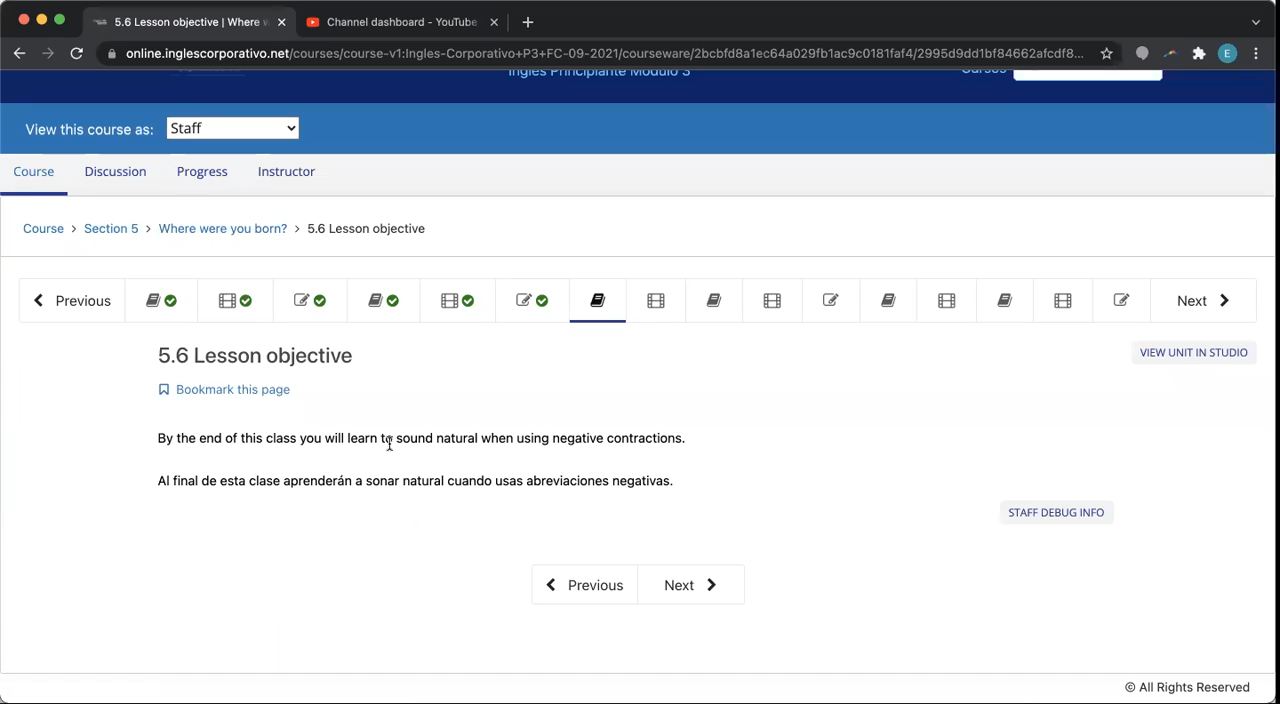 5.6 Lesson objective | Where w
Channel dashboard - YouTube
online.inglescorporativo.net/courses/course-v1:Ingles-Corporativo+P3+FC-09-2021/courseware/2bcbfd8a1ec64a029fb1ac9c0181faf4/2995d9dd1bf84662afcdf8...
E
Ingles Principiante Modulo 3
Courses
View this course as:
Staff
Course
Discussion
Progress
Instructor
Course > Section 5 > Where were you born? > 5.6 Lesson objective
Previous
Next
5.6 Lesson objective
VIEW UNIT IN STUDIO
Bookmark this page
By the end of this class you will learn to sound natural when using negative contractions.
Al final de esta clase aprenderán a sonar natural cuando usas abreviaciones negativas.
STAFF DEBUG INFO
Previous
Next
© All Rights Reserved